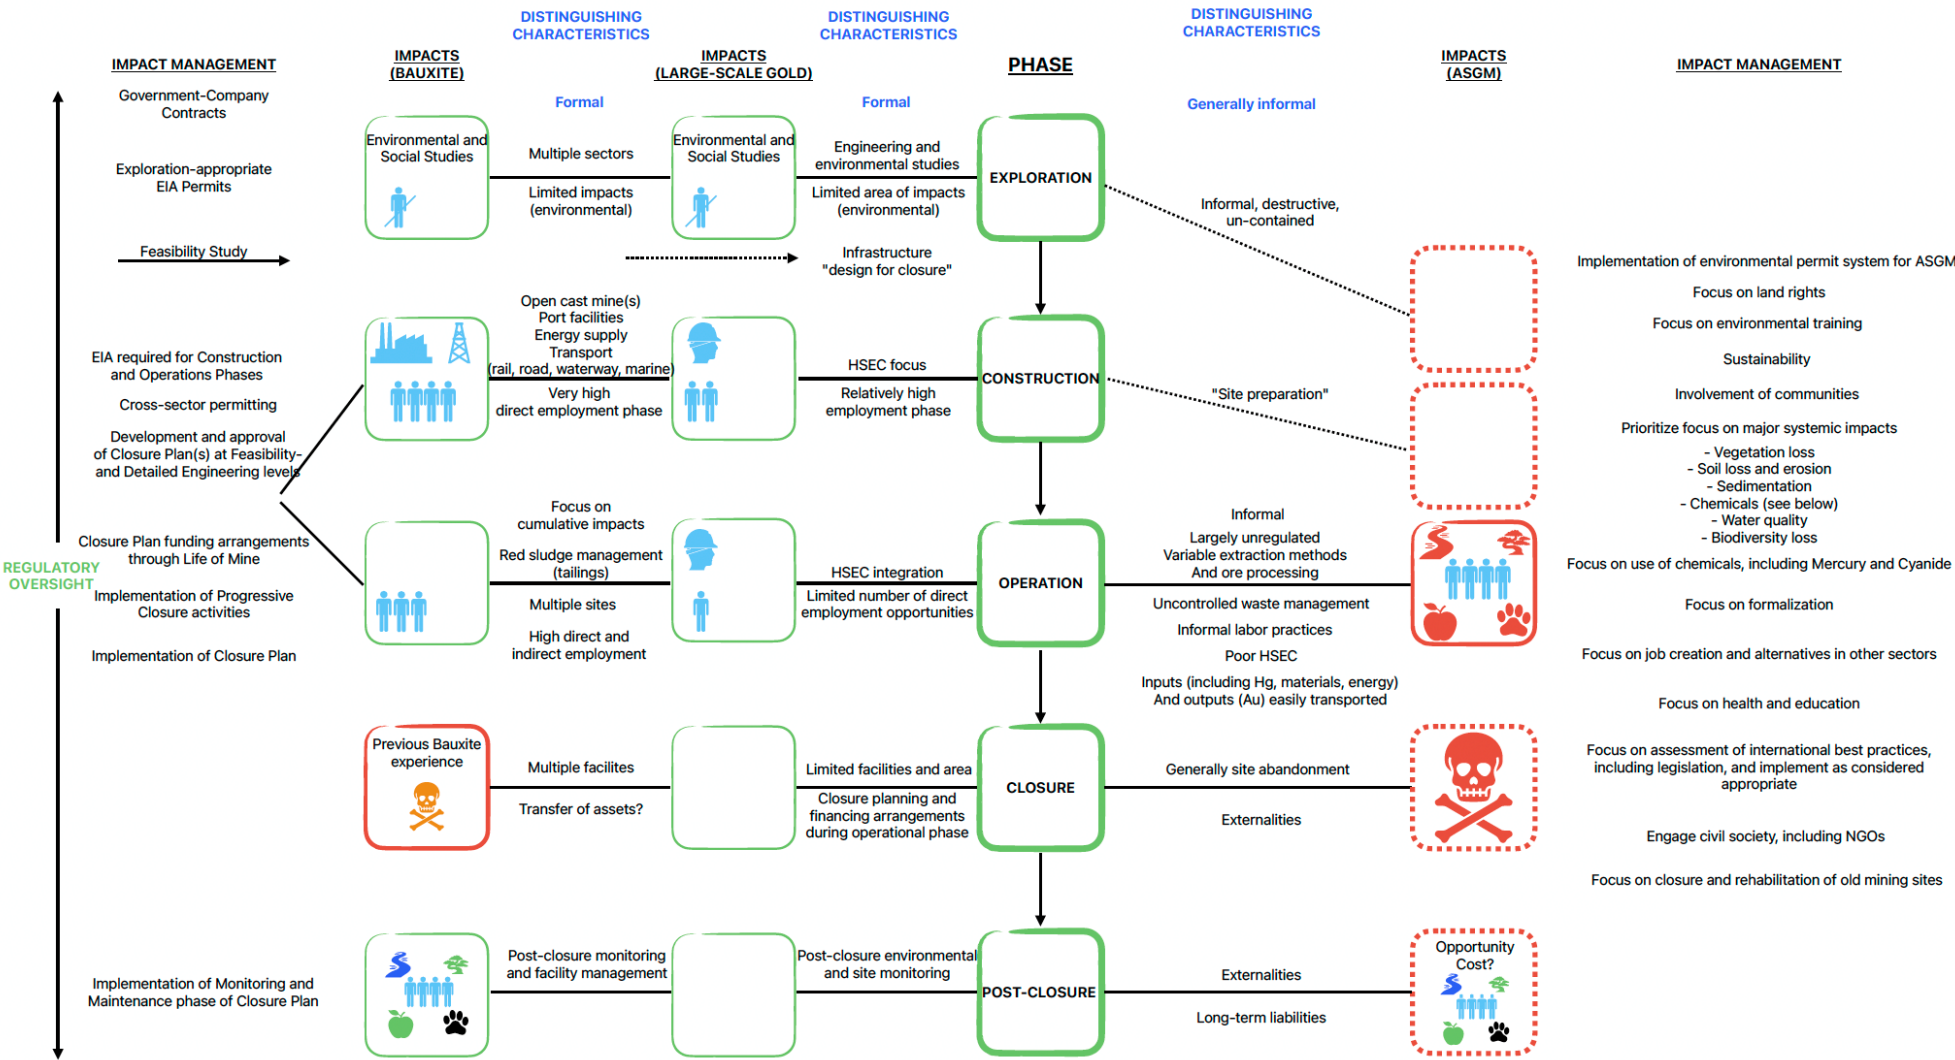 DISTINGUISHING
CHARACTERISTICS
DISTINGUISHING
CHARACTERISTICS
DISTINGUISHING
CHARACTERISTICS
IMPACT MANAGEMENT
IMPACTS
(BAUXITE)
IMPACTS
(LARGE-SCALE GOLD)
PHASE
IMPACTS
(ASGM)
IMPACT MANAGEMENT
Formal
Formal
Generally informal
Government-Company
Contracts
Exploration-appropriate
EIA Permits
Feasibility Study
Environmental and
Social Studies
Multiple sectors
Limited impacts
(environmental)
Environmental and
Social Studies
Engineering and
environmental studies
Limited area of impacts
(environmental)
EXPLORATION
Informal, destructive,
un-contained
Infrastructure
"design for closure"
EIA required for Construction
and Operations Phases
Cross-sector permitting
Development and approval
of Closure Plan(s) at Feasibility-
and Detailed Engineering levels
Open cast mine(s)
Port facilities
Energy supply
Transport
(rail, road, waterway, marine)
Very high
direct employment phase
HSEC focus
Relatively high
employment phase
CONSTRUCTION
"Site preparation"
Implementation of environmental permit system for ASGM
Focus on land rights
Focus on environmental training
Sustainability
Involvement of communities
Prioritize focus on major systemic impacts
- Vegetation loss
- Soil loss and erosion
- Sedimentation
- Chemicals (see below)
- Water quality
- Biodiversity loss
Focus on use of chemicals, including Mercury and Cyanide
Focus on formalization
Focus on job creation and alternatives in other sectors
Focus on health and education
Focus on assessment of international best practices,
including legislation, and implement as considered
appropriate
Engage civil society, including NGOs
Focus on closure and rehabilitation of old mining sites
REGULATORY
OVERSIGHT
Closure Plan funding arrangements
through Life of Mine
Implementation of Progressive
Closure activities
Implementation of Closure Plan
Focus on
cumulative impacts
Red sludge management
(tailings)
Multiple sites
High direct and
indirect employment
HSEC integration
Limited number of direct
employment opportunities
OPERATION
Informal
Largely unregulated
Variable extraction methods
And ore processing
Uncontrolled waste management
Informal labor practices
Poor HSEC
Inputs (including Hg, materials, energy)
And outputs (Au) easily transported
Previous Bauxite
experience
Multiple facilites
Transfer of assets?
Limited facilities and area
Closure planning and
financing arrangements
during operational phase
CLOSURE
Generally site abandonment
Externalities
Implementation of Monitoring and
Maintenance phase of Closure Plan
Post-closure monitoring
and facility management
Post-closure environmental
and site monitoring
POST-CLOSURE
Externalities
Long-term liabilities
Opportunity
Cost?